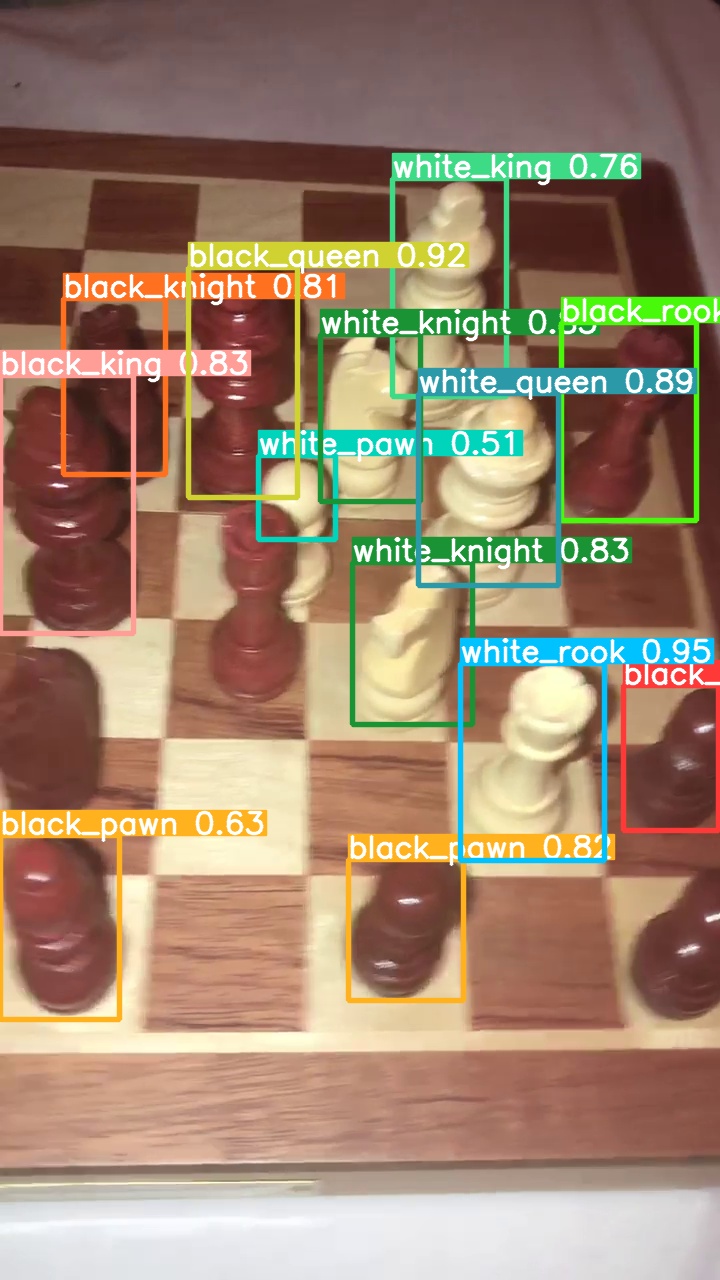 white_king 0.76
black_queen 0.92
black_knight 0.81
black_rook
white_knight 0.
black_king 0.83
white_queen 0.89
white_pawn 0.51
white_knight 0.83
white_rook 0.95
black_
black_pawn 0.63
black_pawn 0.82